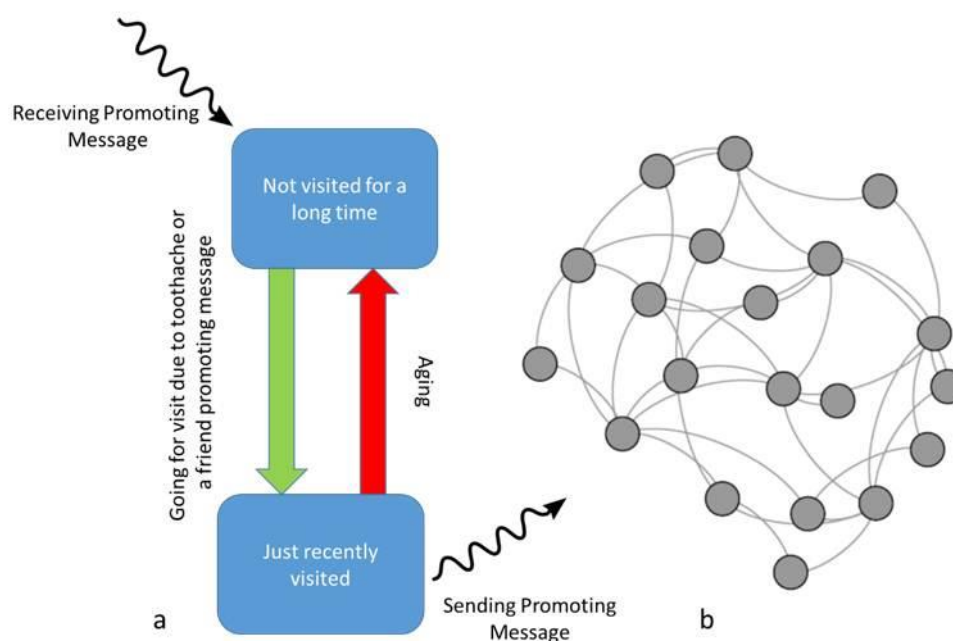 Receiving Promoting
Message
Not visited for a
long time
Going for visit due to toothache or
a friend promoting message
Aging
Just recently
visited
Sending Promoting
Message
a
b